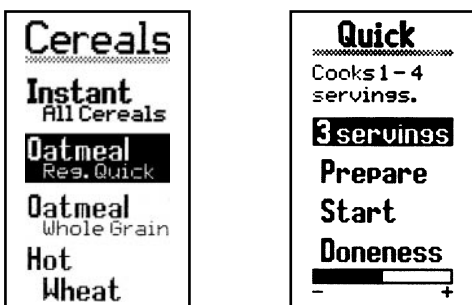 Cereals
Instant
All Cereals
Oatmeal
Reg. Quick
Oatmeal
Whole Grain
Hot
Wheat
Quick
Cooks 1 – 4
servings.
3 servings
Prepare
Start
Doneness
- +